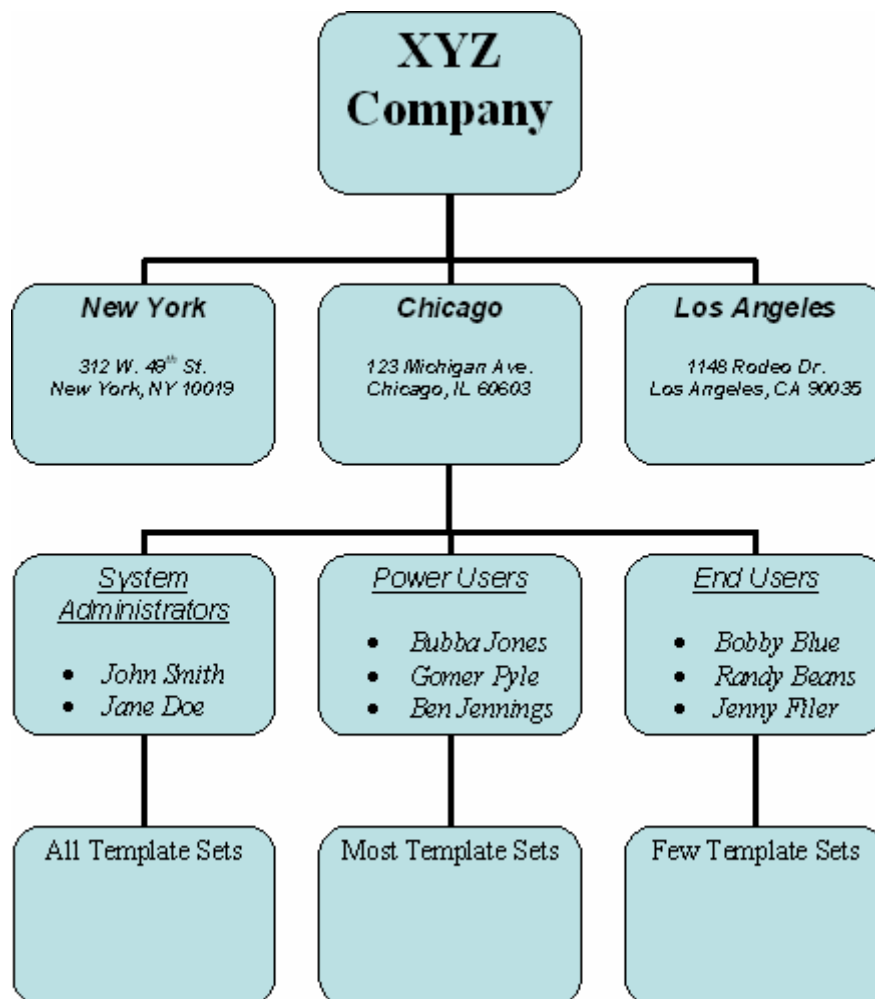 XYZ
Company
New York
312 W. 49th St.
New York, NY 10019
Chicago
123 Michigan Ave.
Chicago, IL 60603
Los Angeles
1148 Rodeo Dr.
Los Angeles, CA 90035
System
Administrators
• John Smith
• Jane Doe
Power Users
• Bubba Jones
• Gomer Pyle
• Ben Jennings
End Users
• Bobby Blue
• Randy Beans
• Jenny Filer
All Template Sets
Most Template Sets
Few Template Sets